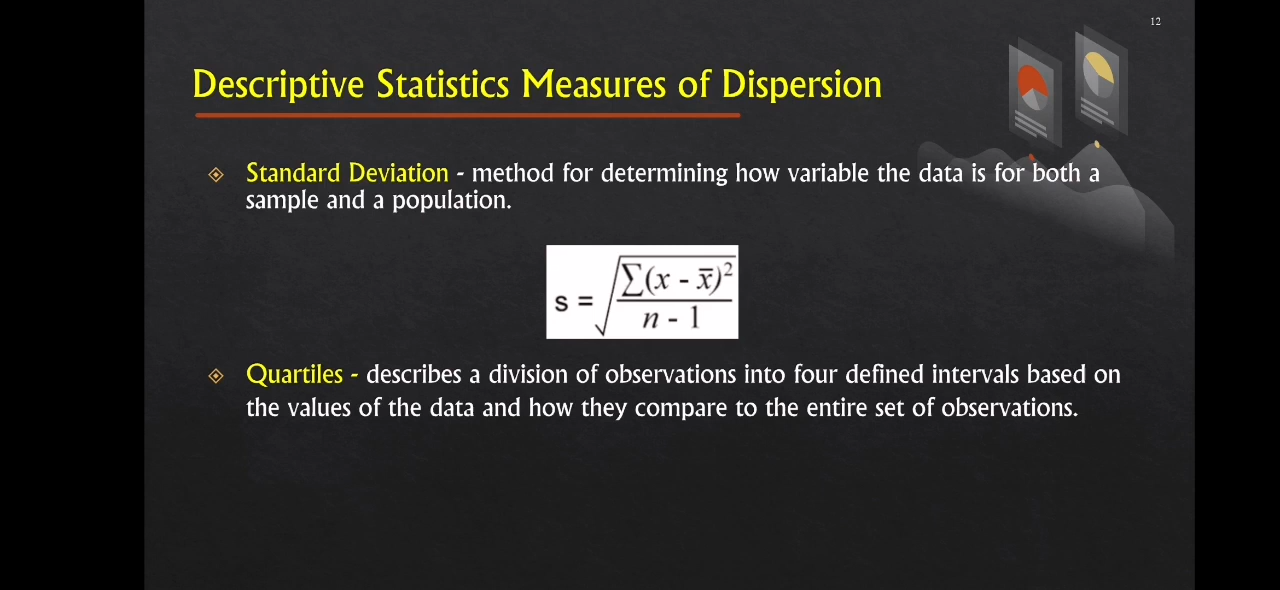 12
Descriptive Statistics Measures of Dispersion
Standard Deviation - method for determining how variable the data is for both a
sample and a population.
s = √(∑(x - x̅)² / (n - 1))
Quartiles - describes a division of observations into four defined intervals based on
the values of the data and how they compare to the entire set of observations.